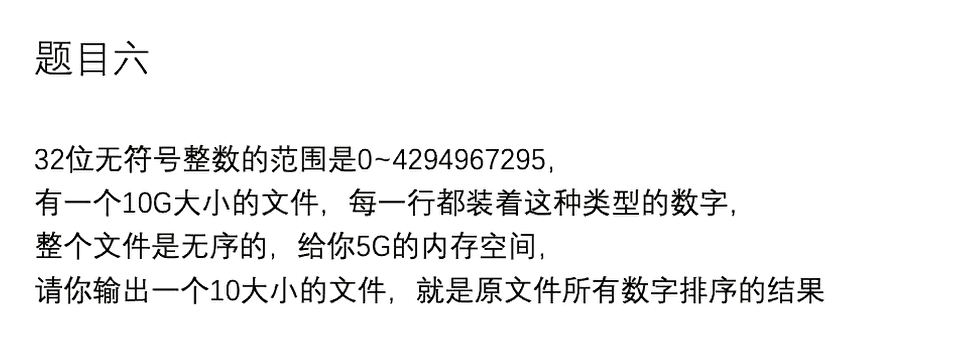 题目六
32位无符号整数的范围是0~4294967295，
有一个10G大小的文件，每一行都装着这种类型的数字，
整个文件是无序的，给你5G的内存空间，
请你输出一个10大小的文件，就是原文件所有数字排序的结果